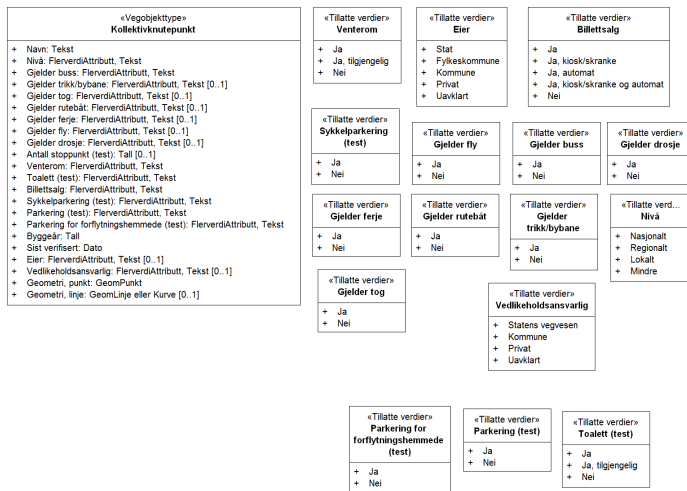 «Vegobjekttype»
Kollektivknutepunkt
+ Navn: Tekst
+ Nivå: FlerverdiAttributt, Tekst
+ Gjelder buss: FlerverdiAttributt, Tekst
+ Gjelder trikk/bybane: FlerverdiAttributt, Tekst [0..1]
+ Gjelder tog: FlerverdiAttributt, Tekst [0..1]
+ Gjelder rutebåt: FlerverdiAttributt, Tekst [0..1]
+ Gjelder ferje: FlerverdiAttributt, Tekst [0..1]
+ Gjelder fly: FlerverdiAttributt, Tekst [0..1]
+ Gjelder drosje: FlerverdiAttributt, Tekst [0..1]
+ Antall stoppunkt (test): Tall [0..1]
+ Venterom: FlerverdiAttributt, Tekst
+ Toalett (test): FlerverdiAttributt, Tekst
+ Billettsalg: FlerverdiAttributt, Tekst
+ Sykkelparkering (test): FlerverdiAttributt, Tekst
+ Parkering (test): FlerverdiAttributt, Tekst
+ Parkering for forflytningshemmede (test): FlerverdiAttributt, Tekst
+ Byggeår: Tall
+ Sist verifisert: Dato
+ Eier: FlerverdiAttributt, Tekst [0..1]
+ Vedlikeholdsansvarlig: FlerverdiAttributt, Tekst [0..1]
+ Geometri, punkt: GeomPunkt
+ Geometri, linje: GeomLinje eller Kurve [0..1]
«Tillatte verdier»
Venterom
+ Ja
+ Ja, tilgjengelig
+ Nei
«Tillatte verdier»
Eier
+ Stat
+ Fylkeskommune
+ Kommune
+ Privat
+ Uavklart
«Tillatte verdier»
Billettsalg
+ Ja
+ Ja, kiosk/skranke
+ Ja, automat
+ Ja, kiosk/skranke og automat
+ Nei
«Tillatte verdier»
Sykkelparkering
(test)
+ Ja
+ Nei
«Tillatte verdier»
Gjelder fly
+ Ja
+ Nei
«Tillatte verdier»
Gjelder buss
+ Ja
+ Nei
«Tillatte verdier»
Gjelder drosje
+ Ja
+ Nei
«Tillatte verdier»
Gjelder ferje
+ Ja
+ Nei
«Tillatte verdier»
Gjelder rutebåt
+ Ja
+ Nei
«Tillatte verdier»
Gjelder
trikk/bybane
+ Ja
+ Nei
«Tillatte verd...
Nivå
+ Nasjonalt
+ Regionalt
+ Lokalt
+ Mindre
«Tillatte verdier»
Gjelder tog
+ Ja
+ Nei
«Tillatte verdier»
Vedlikeholdsansvarlig
+ Statens vegvesen
+ Kommune
+ Privat
+ Uavklart
«Tillatte verdier»
Parkering for
forflytningshemmede
(test)
+ Ja
+ Nei
«Tillatte verdier»
Parkering (test)
+ Ja
+ Nei
«Tillatte verdier»
Toalett (test)
+ Ja
+ Ja, tilgjengelig
+ Nei